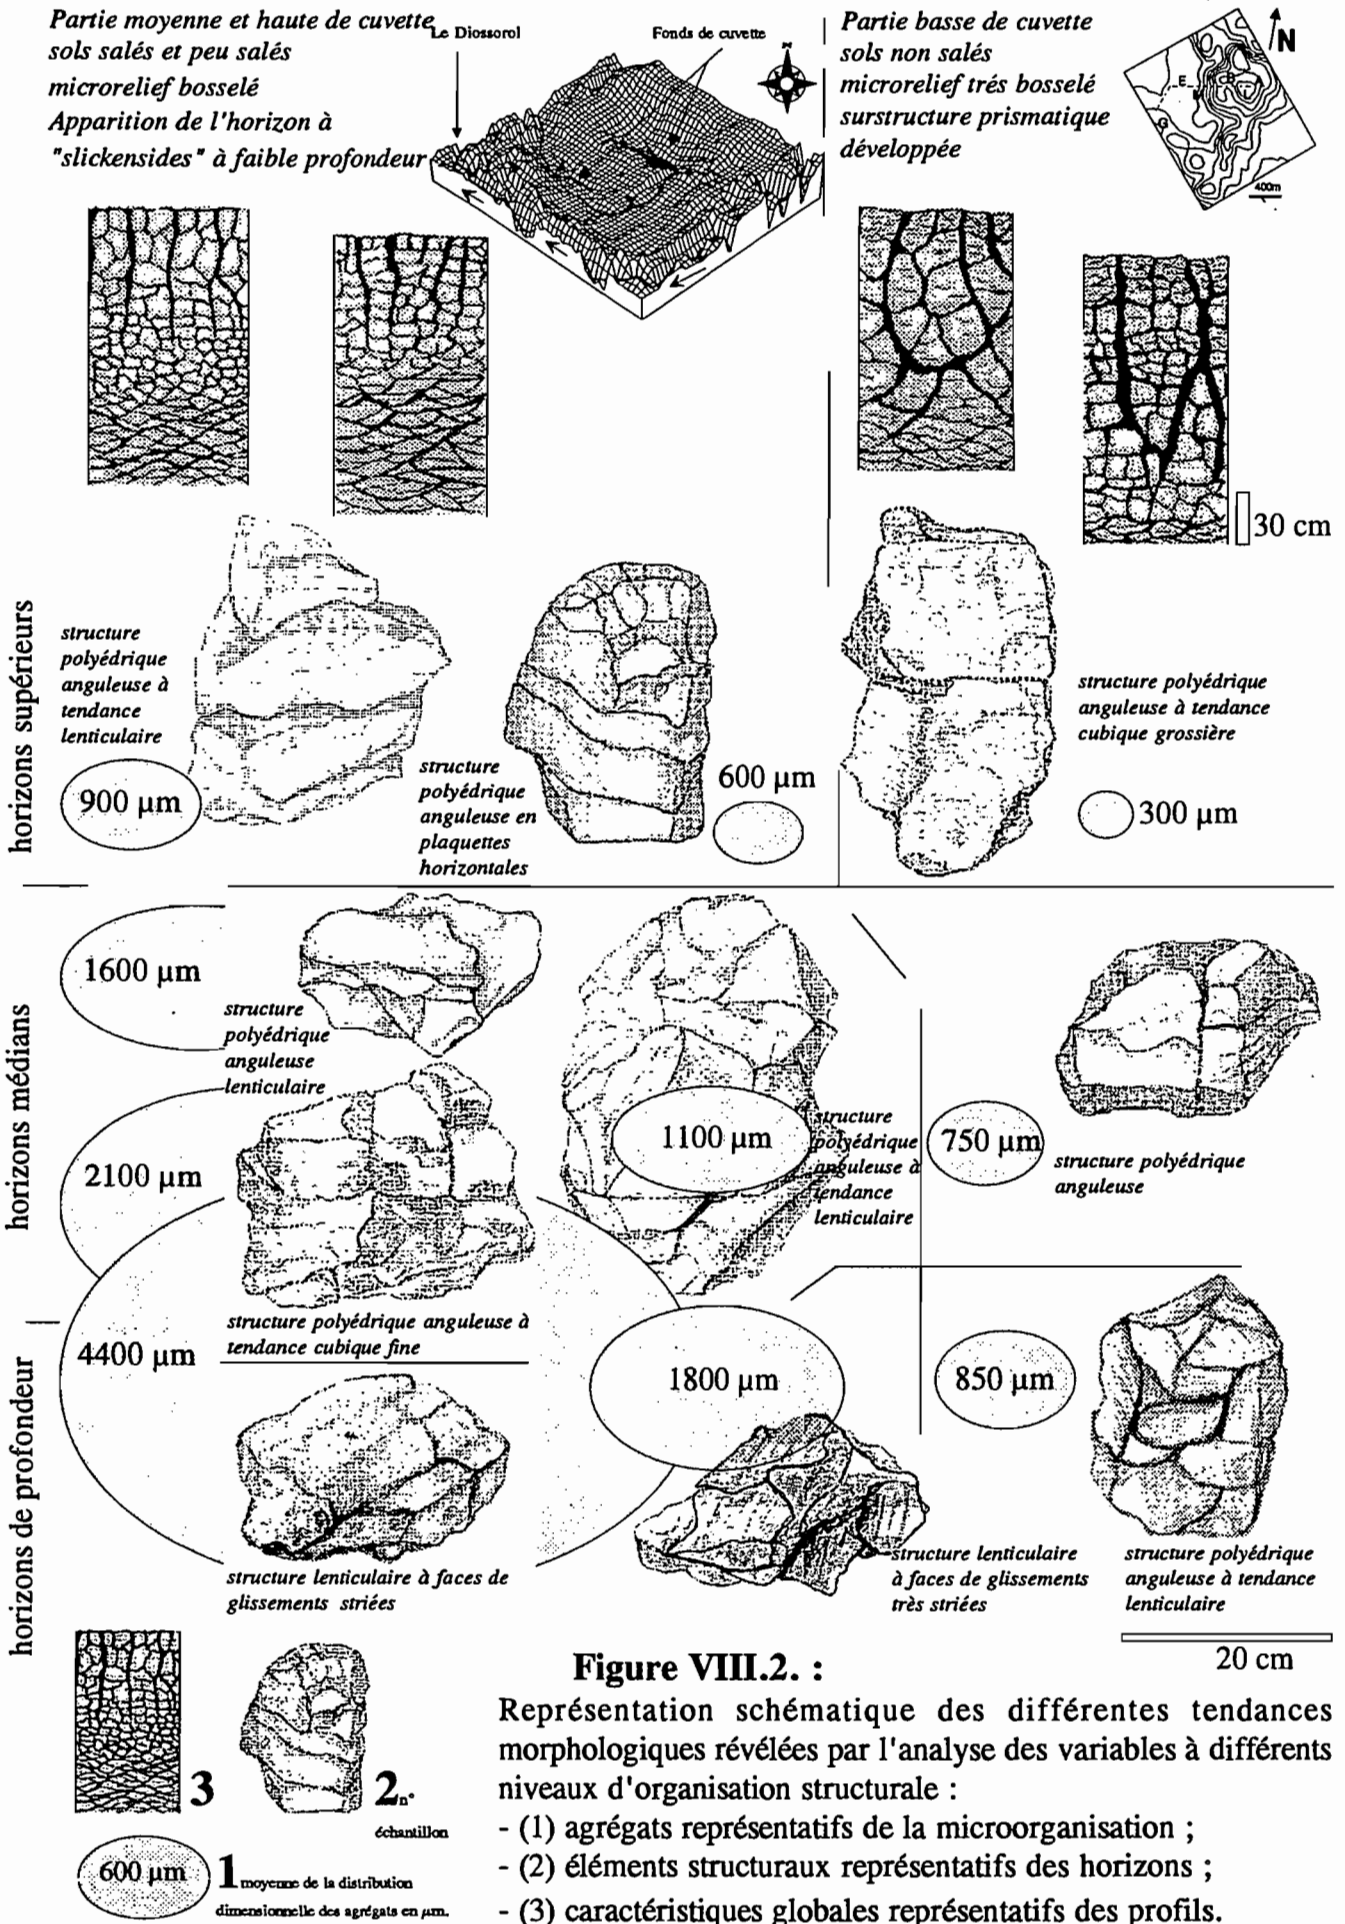 Partie moyenne et haute de cuvette
sols salés et peu salés
microrelief bosselé
Apparition de l'horizon à
"slickensides" à faible profondeur
Le Diossorol
Fonds de cuvette
N
Partie basse de cuvette
sols non salés
microrelief trés bosselé
surstructure prismatique
développée
N
E
G
400m
30 cm
horizons supérieurs
structure
polyédrique
anguleuse à
tendance
lenticulaire
900 µm
structure
polyédrique
anguleuse en
plaquettes
horizontales
600 µm
structure polyédrique
anguleuse à tendance
cubique grossière
300 µm
horizons médians
1600 µm
structure
polyédrique
anguleuse
lenticulaire
2100 µm
structure polyédrique anguleuse à
tendance cubique fine
1100 µm
structure
polyédrique
anguleuse à
tendance
lenticulaire
750 µm
structure polyédrique
anguleuse
horizons de profondeur
4400 µm
structure lenticulaire à faces de
glissements striées
1800 µm
structure lenticulaire
à faces de glissements
très striées
850 µm
structure polyédrique
anguleuse à tendance
lenticulaire
20 cm
3
2n°
échantillon
600 µm
1 moyenne de la distribution
dimensionnelle des agrégats en µm.
Figure VIII.2. :
Représentation schématique des différentes tendances
morphologiques révélées par l'analyse des variables à différents
niveaux d'organisation structurale :
- (1) agrégats représentatifs de la microorganisation ;
- (2) éléments structuraux représentatifs des horizons ;
- (3) caractéristiques globales représentatifs des profils.